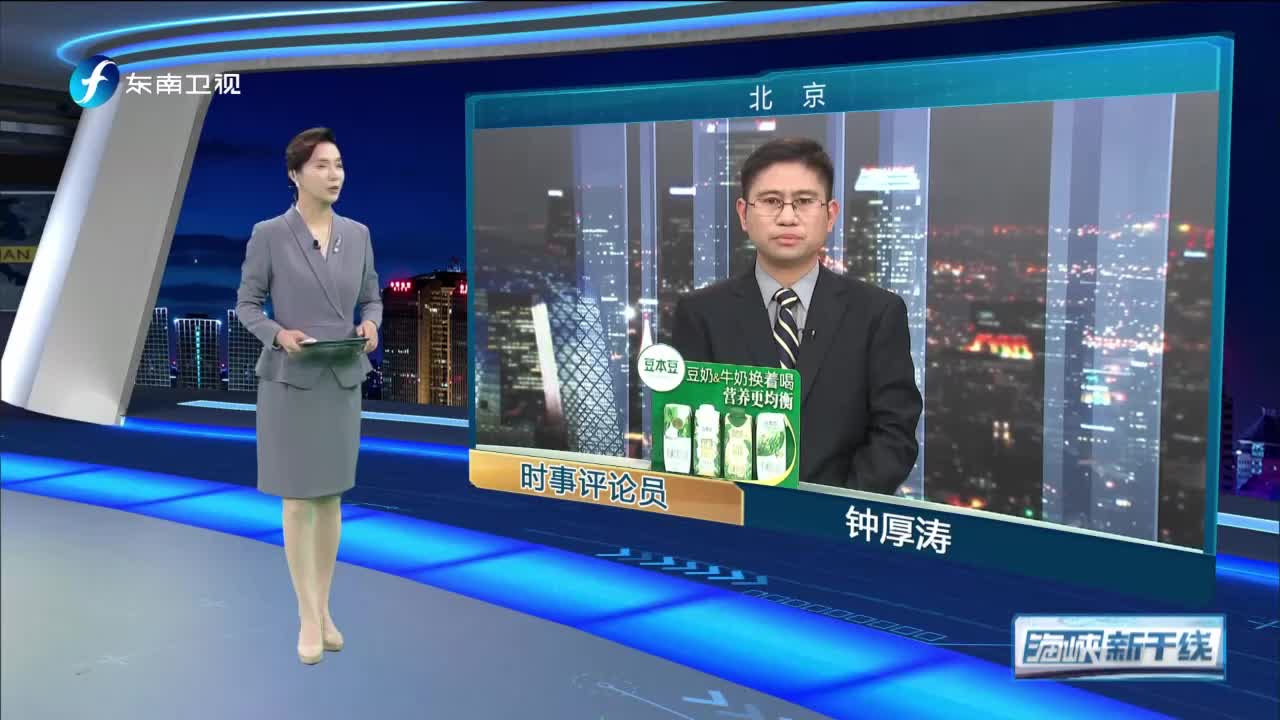 东南卫视
北京
豆本豆
豆奶&牛奶换着喝
营养更均衡
时事评论员
钟厚涛
海峡新干线